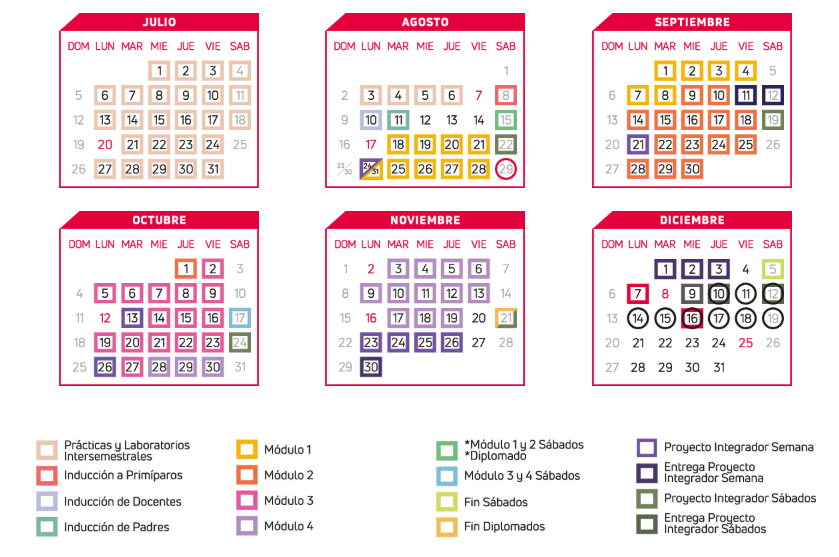 JULIO
DOM LUN MAR MIE JUE VIE SAB
1 2 3 4
5 6 7 8 9 10 11
12 13 14 15 16 17 18
19 20 21 22 23 24 25
26 27 28 29 30 31
AGOSTO
DOM LUN MAR MIE JUE VIE SAB
1
2 3 4 5 6 7 8
9 10 11 12 13 14 15
16 17 18 19 20 21 22
23/30 24/31 25 26 27 28 29
SEPTIEMBRE
DOM LUN MAR MIE JUE VIE SAB
1 2 3 4 5
6 7 8 9 10 11 12
13 14 15 16 17 18 19
20 21 22 23 24 25 26
27 28 29 30
OCTUBRE
DOM LUN MAR MIE JUE VIE SAB
1 2 3
4 5 6 7 8 9 10
11 12 13 14 15 16 17
18 19 20 21 22 23 24
25 26 27 28 29 30 31
NOVIEMBRE
DOM LUN MAR MIE JUE VIE SAB
1 2 3 4 5 6 7
8 9 10 11 12 13 14
15 16 17 18 19 20 21
22 23 24 25 26 27 28
29 30
DICIEMBRE
DOM LUN MAR MIE JUE VIE SAB
1 2 3 4 5
6 7 8 9 10 11 12
13 14 15 16 17 18 19
20 21 22 23 24 25 26
27 28 29 30 31
Prácticas y Laboratorios
Intersemestrales
Inducción a Primíparos
Inducción de Docentes
Inducción de Padres
Módulo 1
Módulo 2
Módulo 3
Módulo 4
*Módulo 1 y 2 Sábados
*Diplomado
Módulo 3 y 4 Sábados
Fin Sábados
Fin Diplomados
Proyecto Integrador Semana
Entrega Proyecto
Integrador Semana
Proyecto Integrador Sábados
Entrega Proyecto
Integrador Sábados